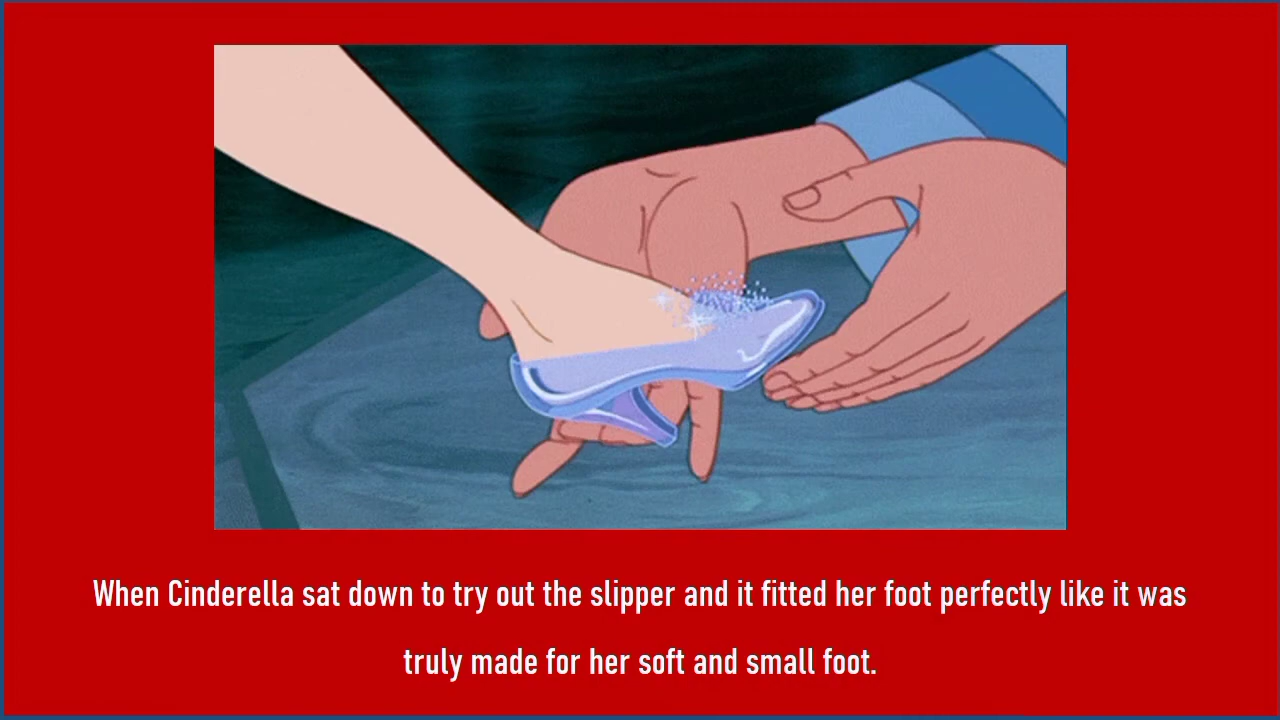 When Cinderella sat down to try out the slipper and it fitted her foot perfectly like it was
truly made for her soft and small foot.